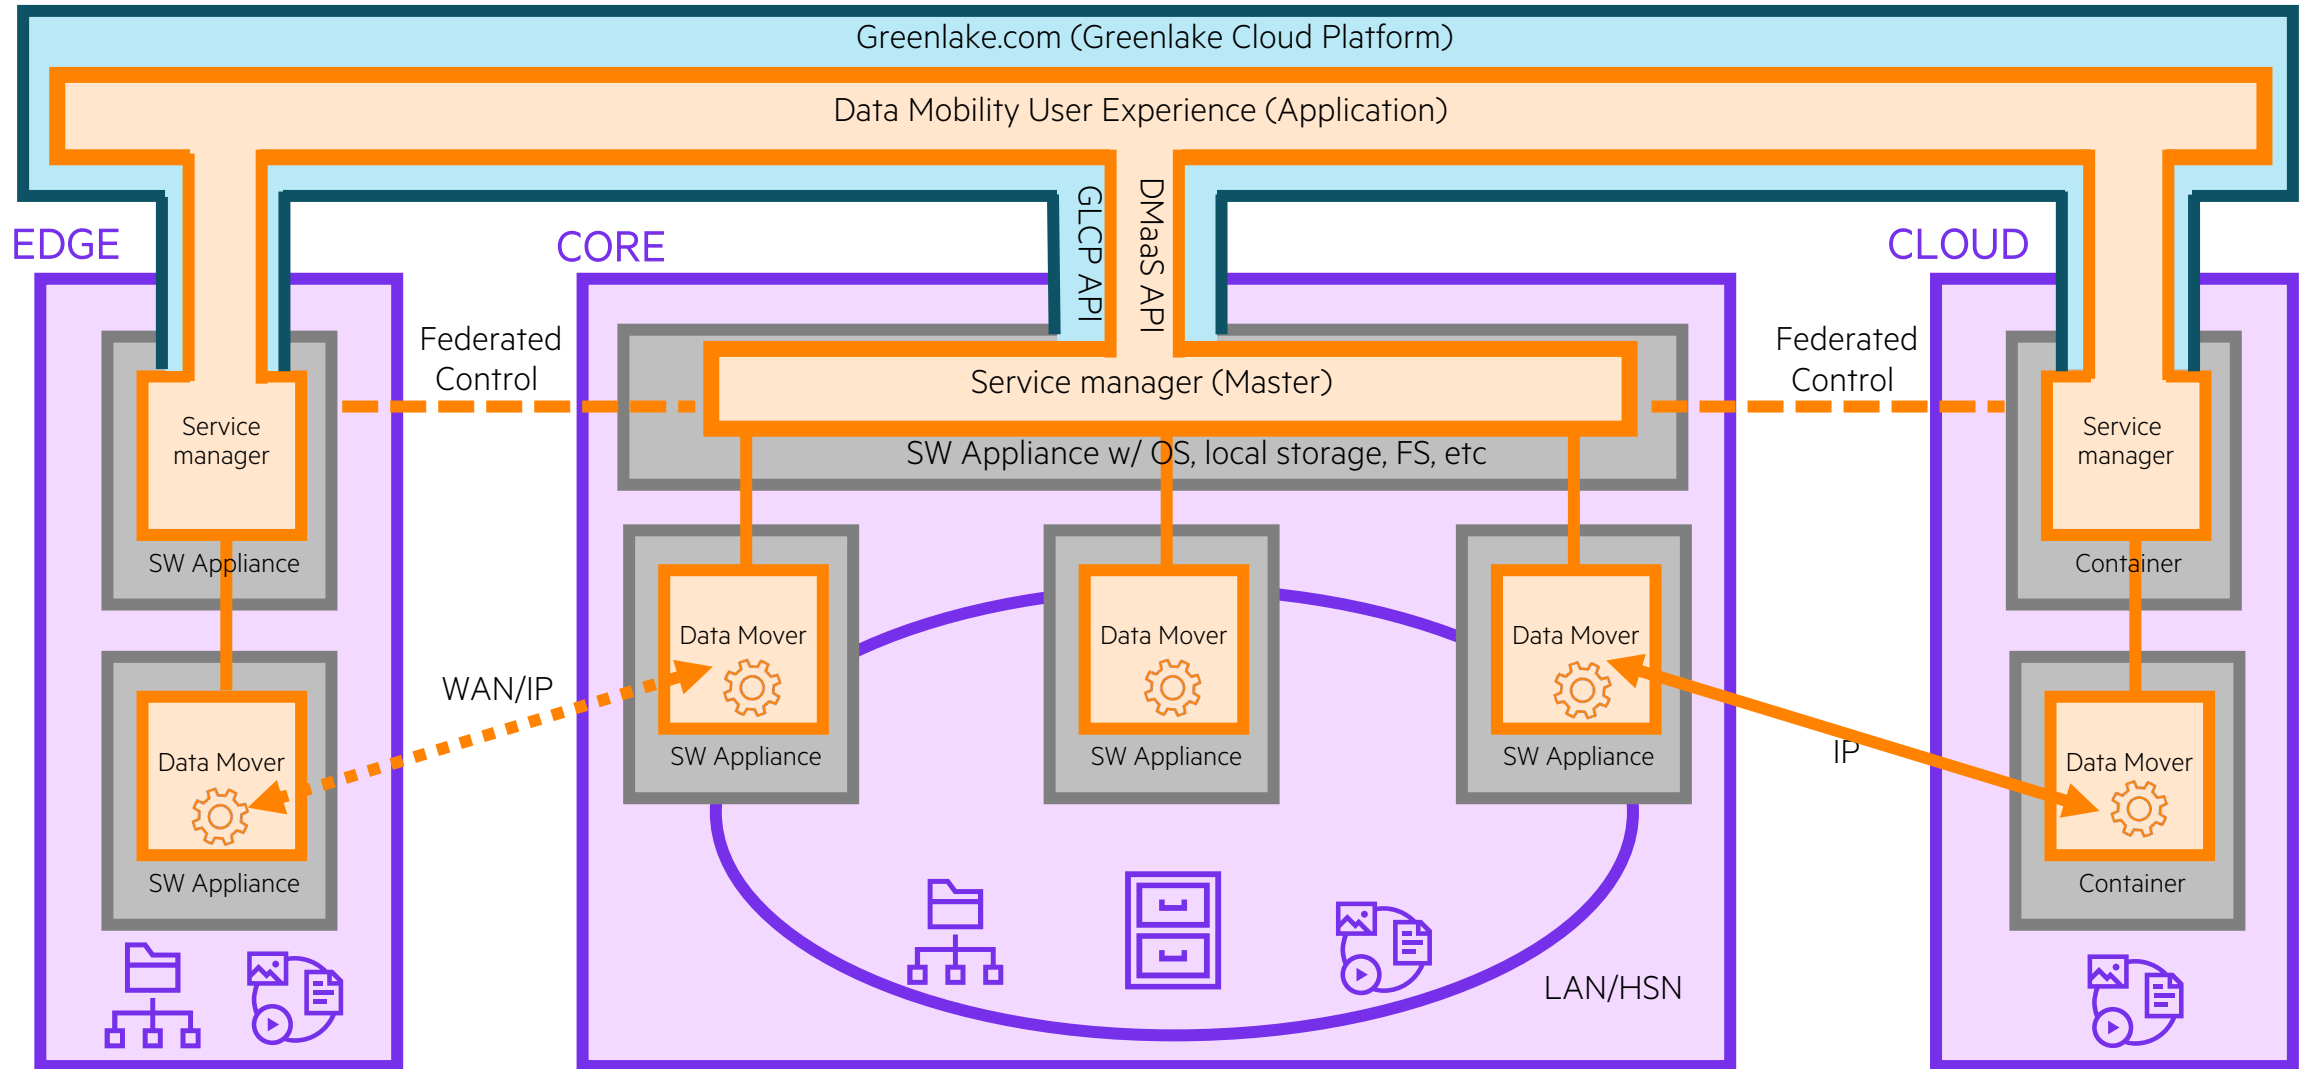 Greenlake.com (Greenlake Cloud Platform)
Data Mobility User Experience (Application)
GLCP API
DMaaS API
EDGE
CORE
CLOUD
Federated
Control
Federated
Control
Service manager (Master)
SW Appliance w/ OS, local storage, FS, etc
Service
manager
SW Appliance
Service
manager
Container
Data Mover
SW Appliance
Data Mover
SW Appliance
Data Mover
SW Appliance
WAN/IP
IP
Data Mover
SW Appliance
Data Mover
Container
LAN/HSN